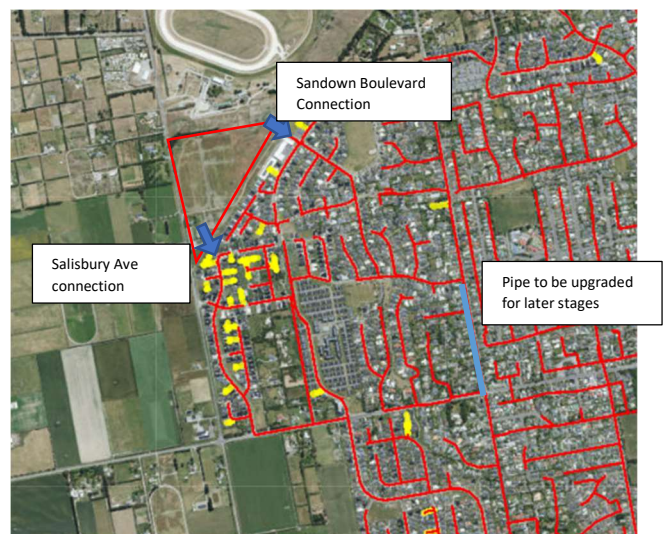 Sandown Boulevard
Connection
Salisbury Ave
connection
Pipe to be upgraded
for later stages